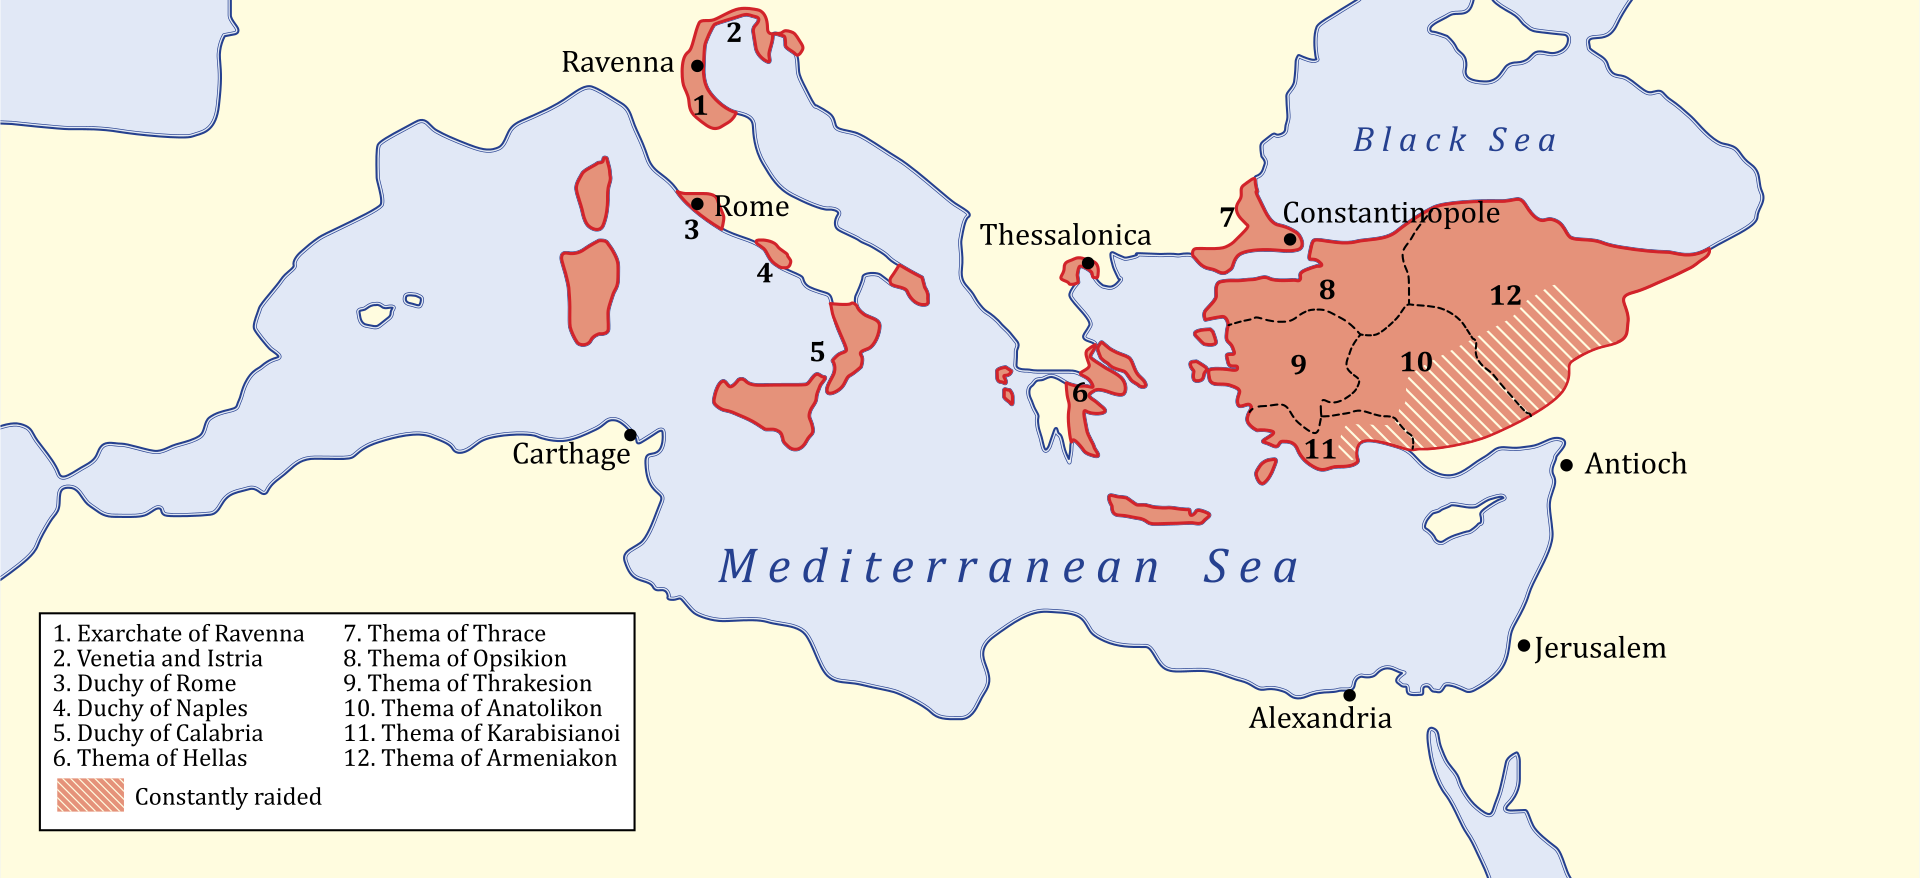 2
Ravenna
1
Black Sea
Rome
3
7
Constantinopole
Thessalonica
4
8
12
5
9
10
6
11
Carthage
Antioch
Mediterranean Sea
Jerusalem
Alexandria
1. Exarchate of Ravenna
2. Venetia and Istria
3. Duchy of Rome
4. Duchy of Naples
5. Duchy of Calabria
6. Thema of Hellas
7. Thema of Thrace
8. Thema of Opsikion
9. Thema of Thrakesion
10. Thema of Anatolikon
11. Thema of Karabisianoi
12. Thema of Armeniakon
Constantly raided